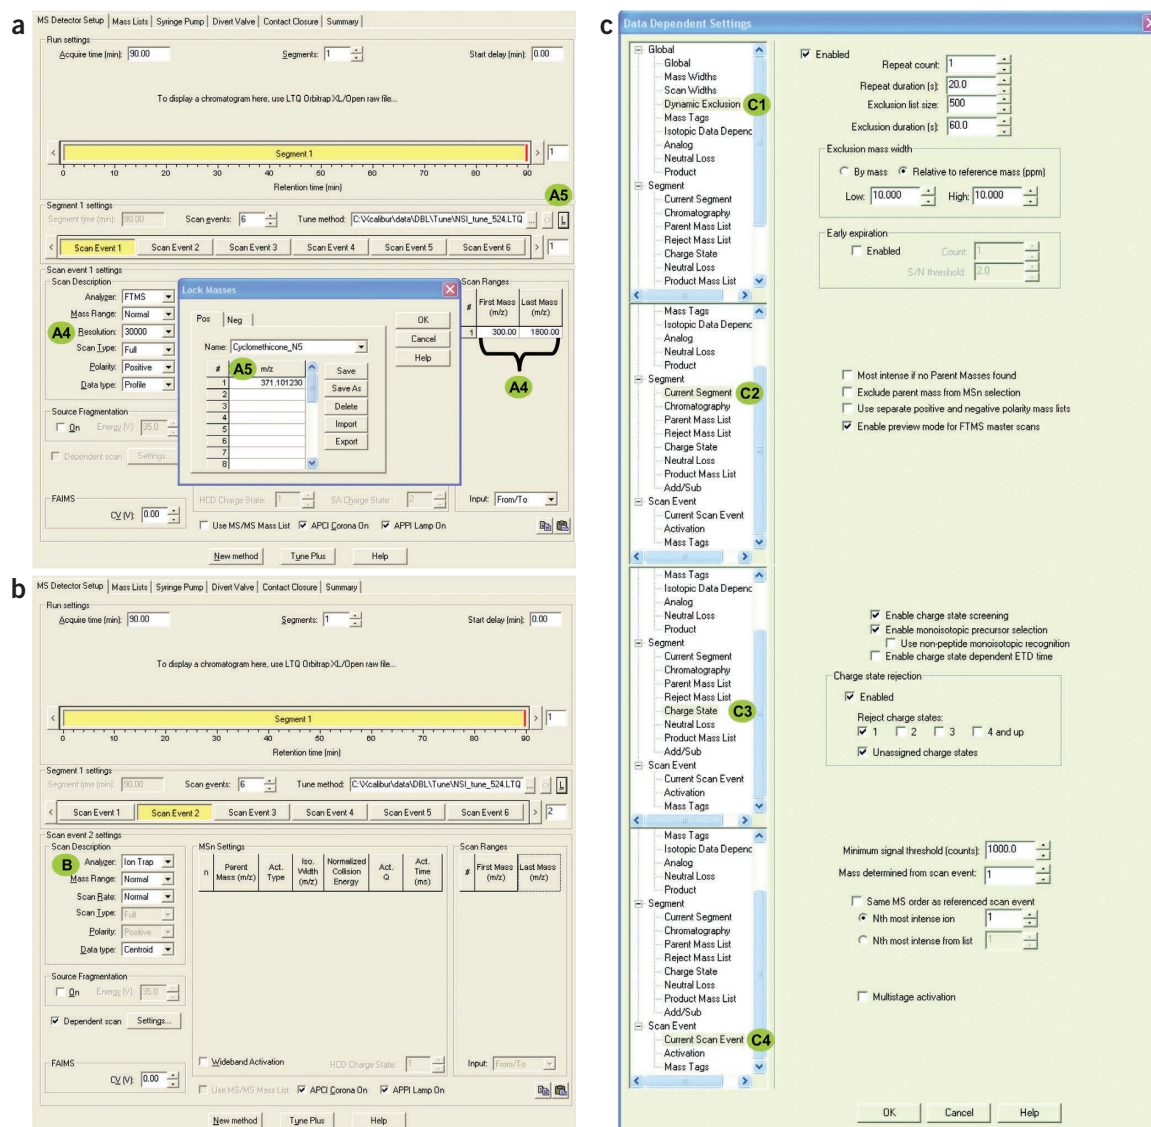 a
MS Detector Setup Mass Lists Syringe Pump Divert Valve Contact Closure Summary
Run settings
Acquire time (min): 90.00 Segments: 1 Start delay (min): 0.00
To display a chromatogram here, use LTQ Orbitrap XL/Open raw file...
< Segment 1 > 1
0 10 20 30 40 50 60 70 80 90
Retention time (min)
A5
Segment 1 settings
Segment time (min): 90.00 Scan events: 6 Tune method: C:\Xcalibur\data\DBL\Tune\NSI_tune_524.LTQ ...
< Scan Event 1 Scan Event 2 Scan Event 3 Scan Event 4 Scan Event 5 Scan Event 6 > 1
Scan event 1 settings
Scan Description
Analyzer: FTMS
Mass Range: Normal
A4 Resolution: 30000
Scan Type: Full
Polarity: Positive
Data type: Profile
Source Fragmentation
On Energy (V): 35.0
Dependent scan Settings...
FAIMS
CV (V): 0.00
Lock Masses
Pos Neg
Name: Cyclomethicone_N5
# A5 m/z
1 371.101230
2
3
4
5
6
7
8
Save
Save As
Delete
Import
Export
OK
Cancel
Help
Scan Ranges
# First Mass (m/z) Last Mass (m/z)
1 300.00 1800.00
A4
HCD Charge State: 1 SA Charge State: 2 Input: From/To
Use MS/MS Mass List APCI Corona On APPI Lamp On
New method Tune Plus Help
b
MS Detector Setup Mass Lists Syringe Pump Divert Valve Contact Closure Summary
Run settings
Acquire time (min): 90.00 Segments: 1 Start delay (min): 0.00
To display a chromatogram here, use LTQ Orbitrap XL/Open raw file...
< Segment 1 > 1
0 10 20 30 40 50 60 70 80 90
Retention time (min)
Segment 1 settings
Segment time (min): 90.00 Scan events: 6 Tune method: C:\Xcalibur\data\DBL\Tune\NSI_tune_524.LTQ ...
< Scan Event 1 Scan Event 2 Scan Event 3 Scan Event 4 Scan Event 5 Scan Event 6 > 2
Scan event 2 settings
Scan Description
B Analyzer: Ion Trap
Mass Range: Normal
Scan Rate: Normal
Scan Type: Full
Polarity: Positive
Data type: Centroid
Source Fragmentation
On Energy (V): 35.0
Dependent scan Settings...
FAIMS
CV (V): 0.00
MSn Settings
n Parent Mass (m/z) Act. Type Iso. Width (m/z) Normalized Collision Energy Act. Q Act. Time (ms)
Scan Ranges
# First Mass (m/z) Last Mass (m/z)
Wideband Activation HCD Charge State: 1 Input: From/To
Use MS/MS Mass List APCI Corona On APPI Lamp On
New method Tune Plus Help
c
Data Dependent Settings
Global
Global
Mass Widths
Scan Widths
Dynamic Exclusion C1
Mass Tags
Isotopic Data Depenc
Analog
Neutral Loss
Product
Segment
Current Segment
Chromatography
Parent Mass List
Reject Mass List
Charge State
Neutral Loss
Product Mass List
Enabled
Repeat count: 1
Repeat duration (s): 20.0
Exclusion list size: 500
Exclusion duration (s): 60.0
Exclusion mass width
By mass Relative to reference mass (ppm)
Low: 10.000 High: 10.000
Early expiration
Enabled Count: 1
S/N threshold: 2.0
Mass Tags
Isotopic Data Depenc
Analog
Neutral Loss
Product
Segment
Current Segment C2
Chromatography
Parent Mass List
Reject Mass List
Charge State
Neutral Loss
Product Mass List
Add/Sub
Scan Event
Current Scan Event
Activation
Mass Tags
Most intense if no Parent Masses found
Exclude parent mass from MSn selection
Use separate positive and negative polarity mass lists
Enable preview mode for FTMS master scans
Mass Tags
Isotopic Data Depenc
Analog
Neutral Loss
Product
Segment
Current Segment
Chromatography
Parent Mass List
Reject Mass List
Charge State C3
Neutral Loss
Product Mass List
Add/Sub
Scan Event
Current Scan Event
Activation
Mass Tags
Enable charge state screening
Enable monoisotopic precursor selection
Use non-peptide monoisotopic recognition
Enable charge state dependent ETD time
Charge state rejection
Enabled
Reject charge states:
1 2 3 4 and up
Unassigned charge states
Mass Tags
Isotopic Data Depenc
Analog
Neutral Loss
Product
Segment
Current Segment
Chromatography
Parent Mass List
Reject Mass List
Charge State
Neutral Loss
Product Mass List
Add/Sub
Scan Event
Current Scan Event C4
Activation
Mass Tags
Minimum signal threshold (counts): 1000.0
Mass determined from scan event: 1
Same MS order as referenced scan event
Nth most intense ion 1
Nth most intense from list 1
Multistage activation
OK Cancel Help